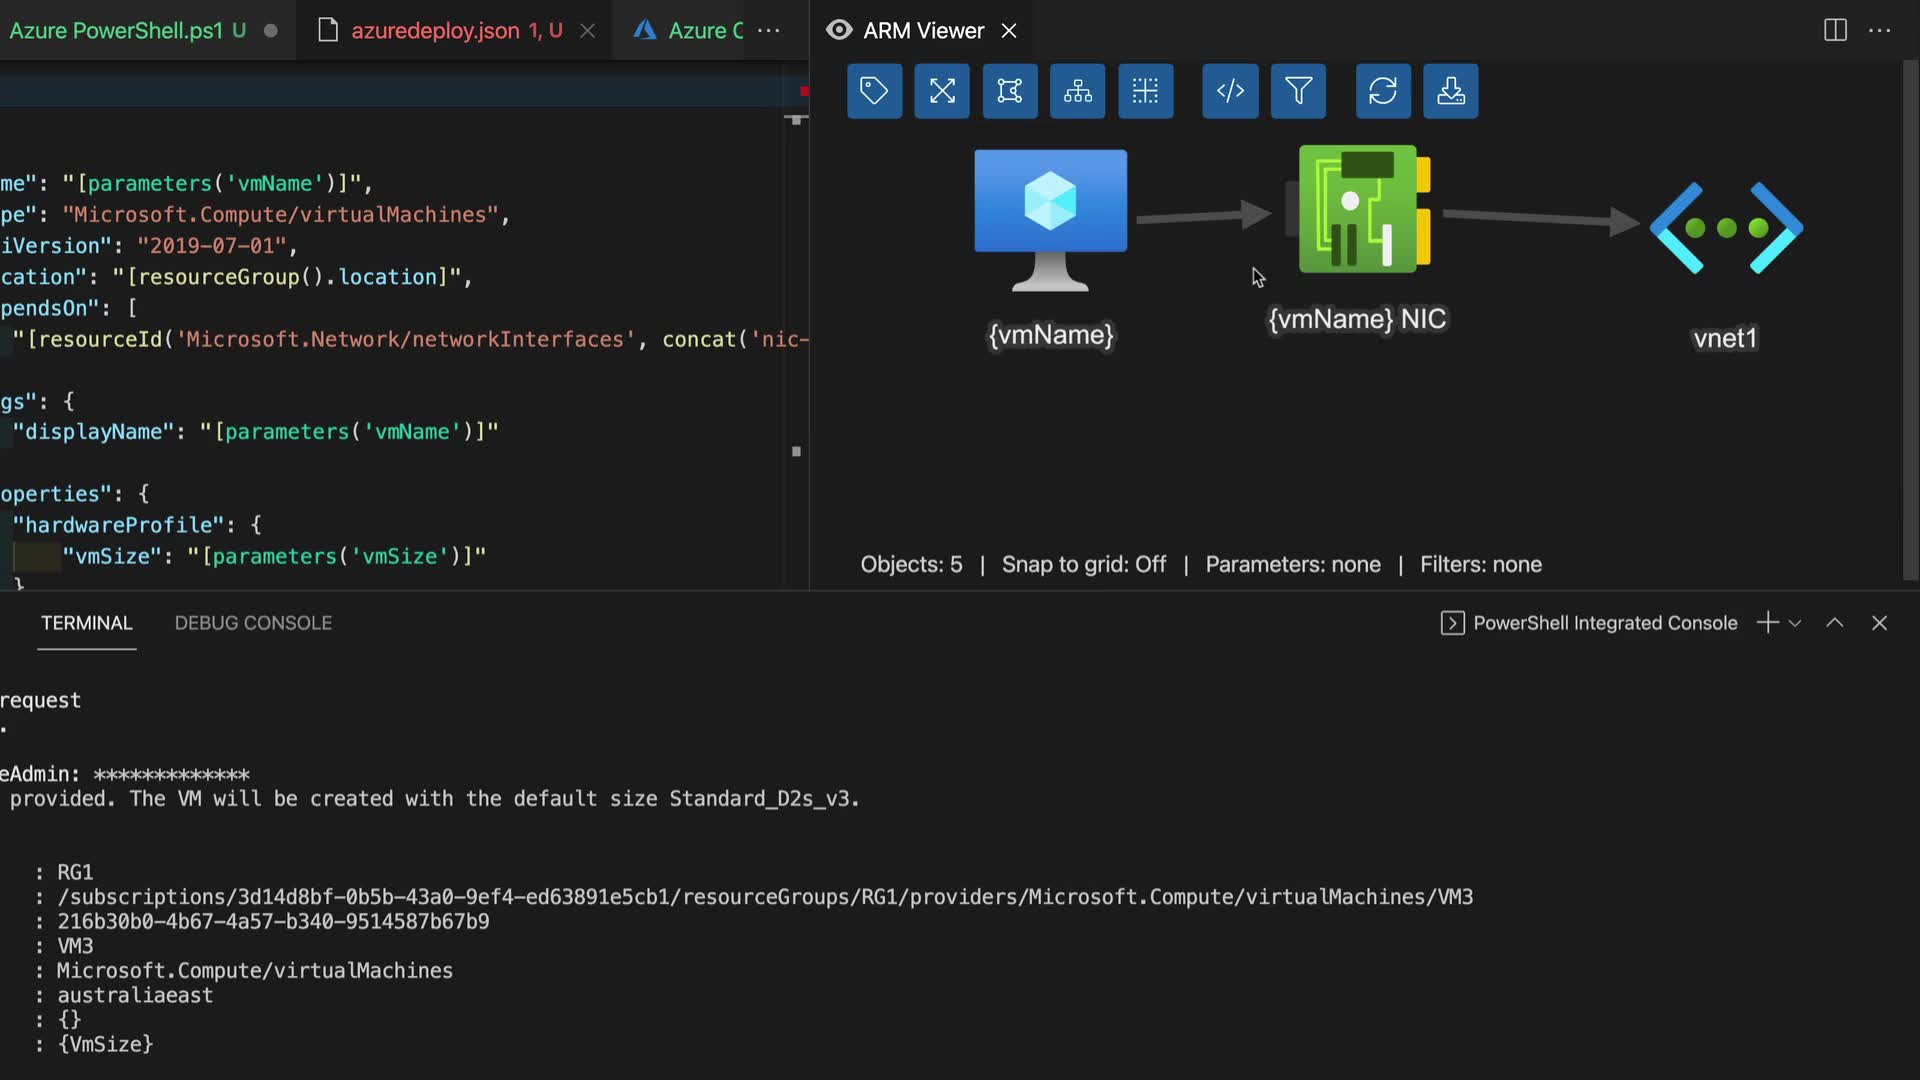 Azure PowerShell.ps1 U
azuredeploy.json 1, U
Azure C
ARM Viewer
me": "[parameters('vmName')]",
pe": "Microsoft.Compute/virtualMachines",
iVersion": "2019-07-01",
cation": "[resourceGroup().location]",
pendsOn": [
"[resourceId('Microsoft.Network/networkInterfaces', concat('nic-
gs": {
"displayName": "[parameters('vmName')]"
operties": {
"hardwareProfile": {
"vmSize": "[parameters('vmSize')]"
}
{vmName}
{vmName} NIC
vnet1
Objects: 5 | Snap to grid: Off | Parameters: none | Filters: none
TERMINAL
DEBUG CONSOLE
PowerShell Integrated Console
request
.
eAdmin: *************
provided. The VM will be created with the default size Standard_D2s_v3.
: RG1
: /subscriptions/3d14d8bf-0b5b-43a0-9ef4-ed63891e5cb1/resourceGroups/RG1/providers/Microsoft.Compute/virtualMachines/VM3
: 216b30b0-4b67-4a57-b340-9514587b67b9
: VM3
: Microsoft.Compute/virtualMachines
: australiaeast
: {}
: {VmSize}